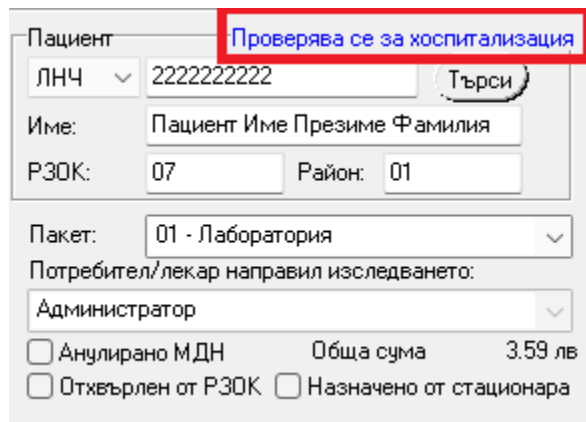 Пациент Проверява се за хоспитализация
ЛНЧ 2222222222 Търси
Име: Пациент Име Презиме Фамилия
РЗОК: 07 Район: 01
Пакет: 01 - Лаборатория
Потребител/лекар направил изследването:
Администратор
Анулирано МДН Обща сума 3.59 лв
Отхвърлен от РЗОК Назначено от стационара